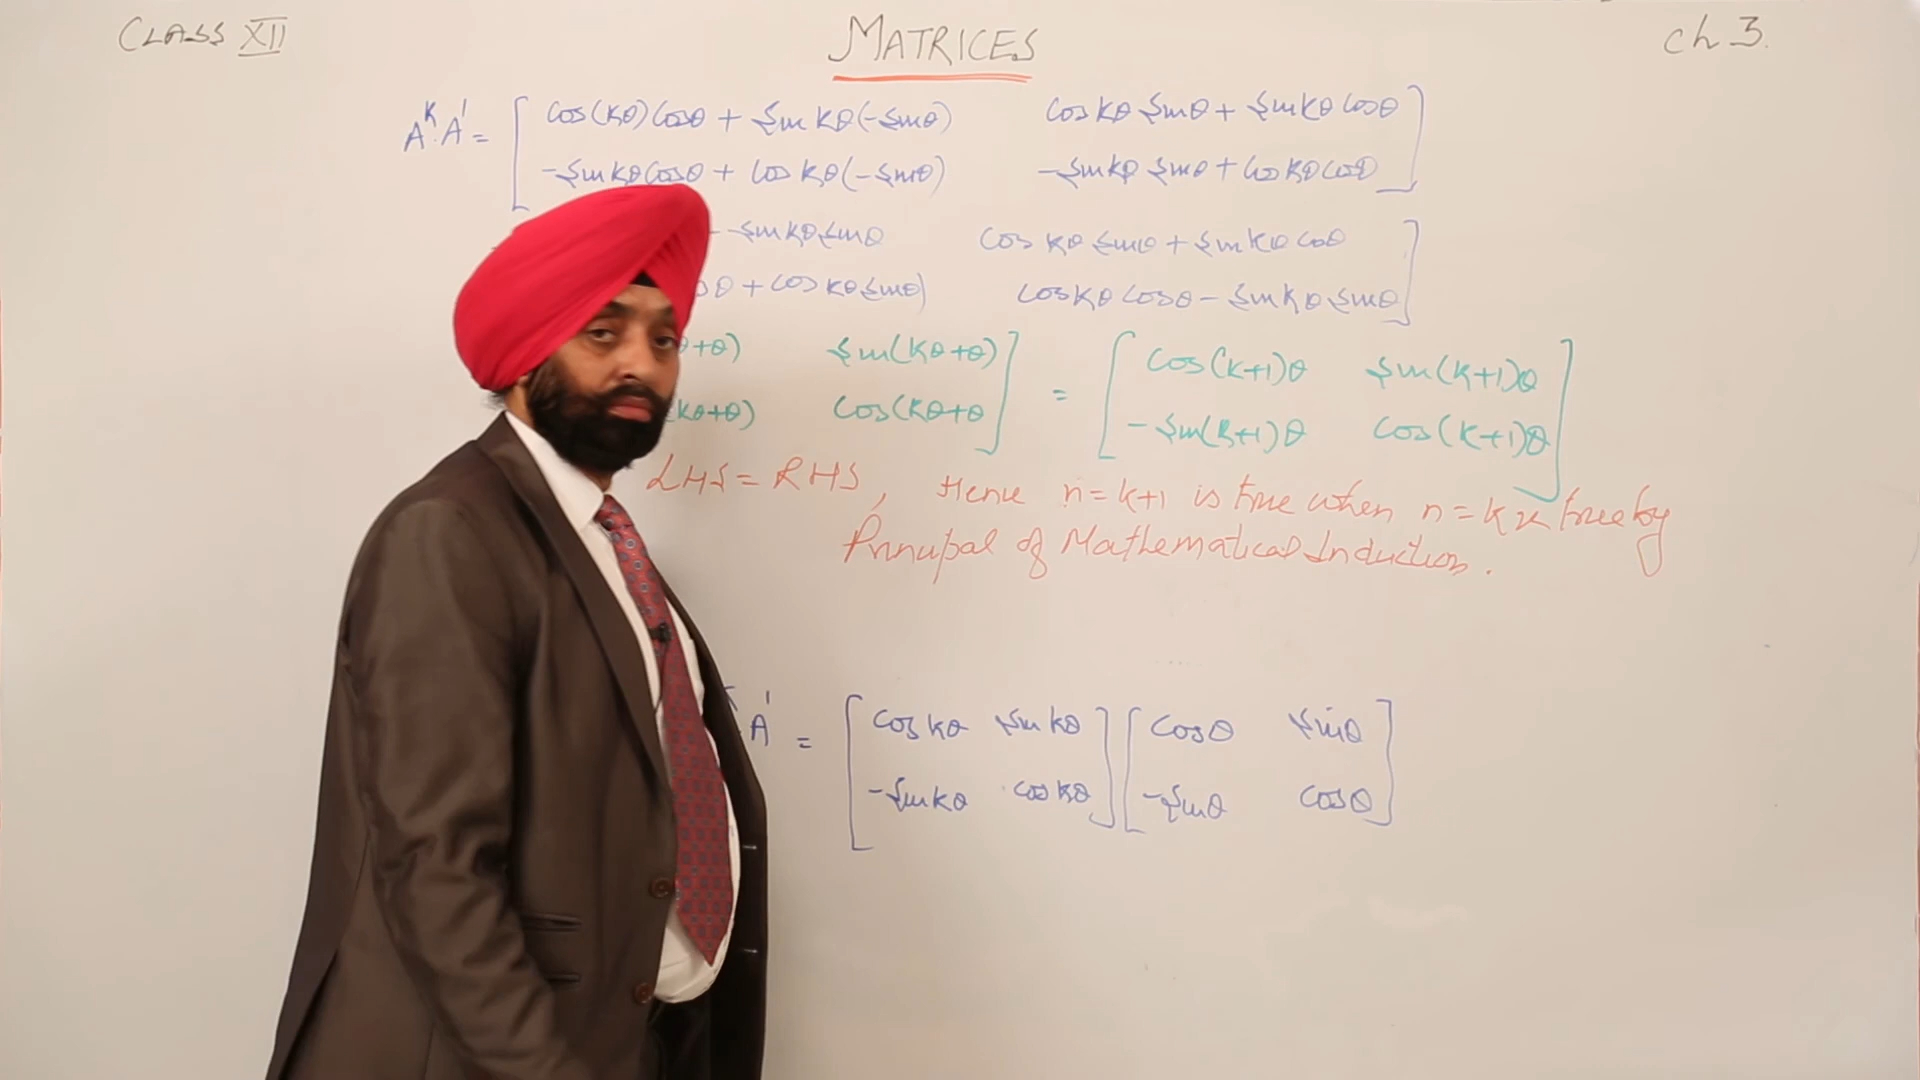 CLASS XII
MATRICES
Ch 3.
A^K. A^1 = [ Cos(Kθ) Cosθ + Sin Kθ(-Sinθ) Cos Kθ Sinθ + Sin Kθ Cosθ
-Sin Kθ Cosθ + Cos Kθ(-Sinθ) -Sin Kθ Sinθ + Cos Kθ Cosθ ]
- Sin Kθ Sinθ Cos Kθ Sinθ + Sin Kθ Cosθ
θ + Cos Kθ Sinθ) Cos Kθ Cosθ - Sin Kθ Sinθ ]
+θ) Sin(Kθ+θ) ] = [ Cos(K+1)θ Sin(K+1)θ
(Kθ+θ) Cos(Kθ+θ ] -Sin(K+1)θ Cos(K+1)θ ]
LHS = RHS, Hence n = K+1 is true when n = K is true by
Principal of Mathematical Induction.
A^1 = [ Cos Kθ Sin Kθ ] [ Cosθ Sinθ ]
-Sin Kθ Cos Kθ -Sinθ Cosθ